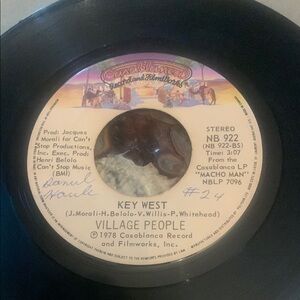 Casablanca
Record and FilmWorks
Prod: Jacques
Morali for Can't
Stop Productions,
Inc. Exec. Prod:
Henri Belolo
Can't Stop Music
(BMI)
STEREO
NB 922
(NB 922-BS)
Time: 3:07
From the
Casablanca LP
"MACHO MAN"
NBLP 7096
#24
KEY WEST
(J.Morali-H.Belolo-V.Willis-P.Whitehead)
VILLAGE PEOPLE
℗ 1978 Casablanca Record
and Filmworks, Inc.